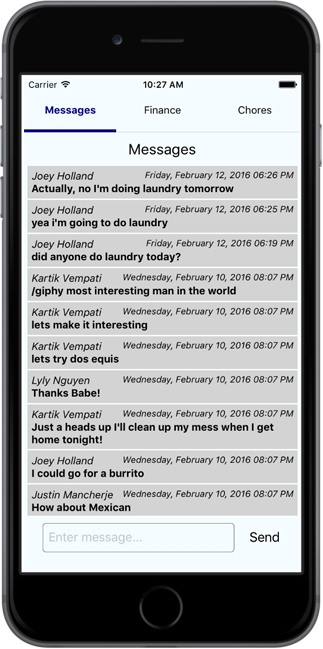 Carrier 10:27 AM
Messages Finance Chores
Messages
Joey Holland Friday, February 12, 2016 06:26 PM
Actually, no I'm doing laundry tomorrow
Joey Holland Friday, February 12, 2016 06:25 PM
yea i'm going to do laundry
Joey Holland Friday, February 12, 2016 06:19 PM
did anyone do laundry today?
Kartik Vempati Wednesday, February 10, 2016 08:07 PM
/giphy most interesting man in the world
Kartik Vempati Wednesday, February 10, 2016 08:07 PM
lets make it interesting
Kartik Vempati Wednesday, February 10, 2016 08:07 PM
lets try dos equis
Lyly Nguyen Wednesday, February 10, 2016 08:07 PM
Thanks Babe!
Kartik Vempati Wednesday, February 10, 2016 08:07 PM
Just a heads up I'll clean up my mess when I get
home tonight!
Joey Holland Wednesday, February 10, 2016 08:07 PM
I could go for a burrito
Justin Mancherje Wednesday, February 10, 2016 08:07 PM
How about Mexican
Enter message... Send